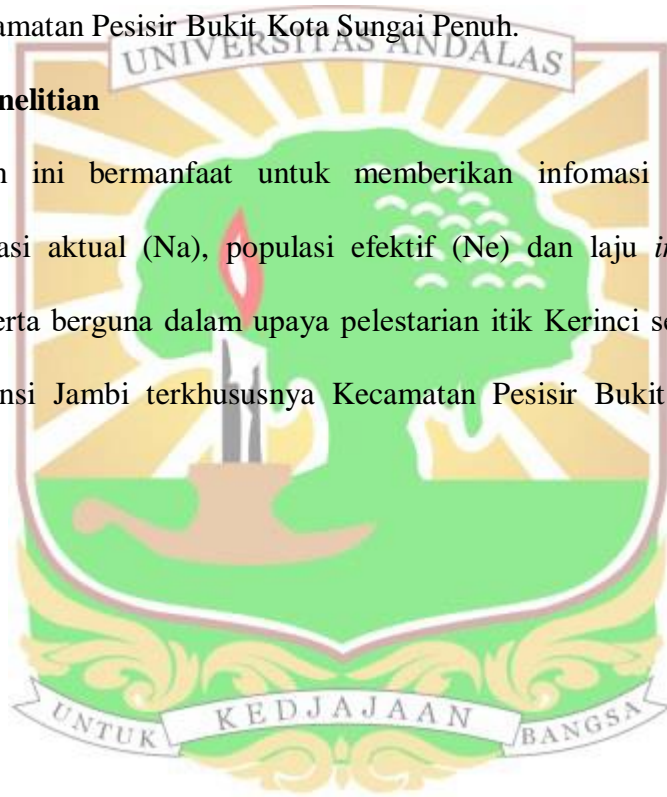 amatan Pesisir Bukit Kota Sungai Penuh.
UNIVERSITAS ANDALAS
nelitian
n ini bermanfaat untuk memberikan infomasi
asi aktual (Na), populasi efektif (Ne) dan laju in
erta berguna dalam upaya pelestarian itik Kerinci se
nsi Jambi terkhususnya Kecamatan Pesisir Bukit
UNTUK KEDJAJAAN BANGSA